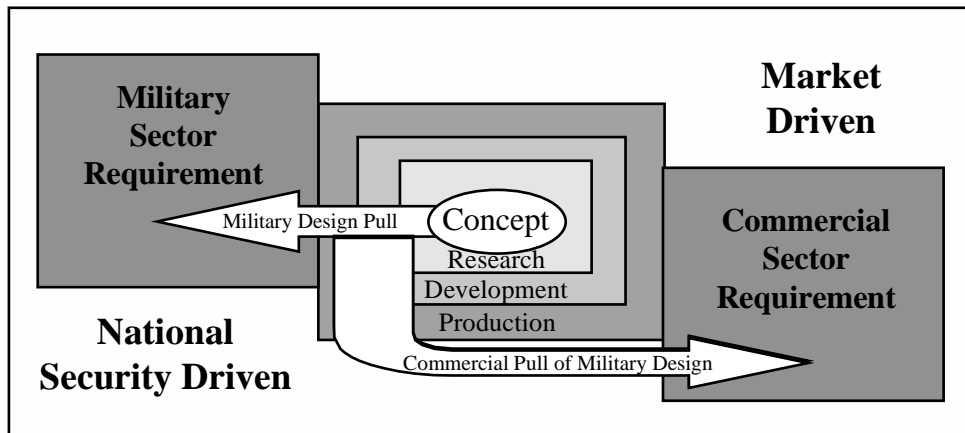 Military
Sector
Requirement
Market
Driven
Military Design Pull
Concept
Research
Development
Production
Commercial
Sector
Requirement
National
Security Driven
Commercial Pull of Military Design